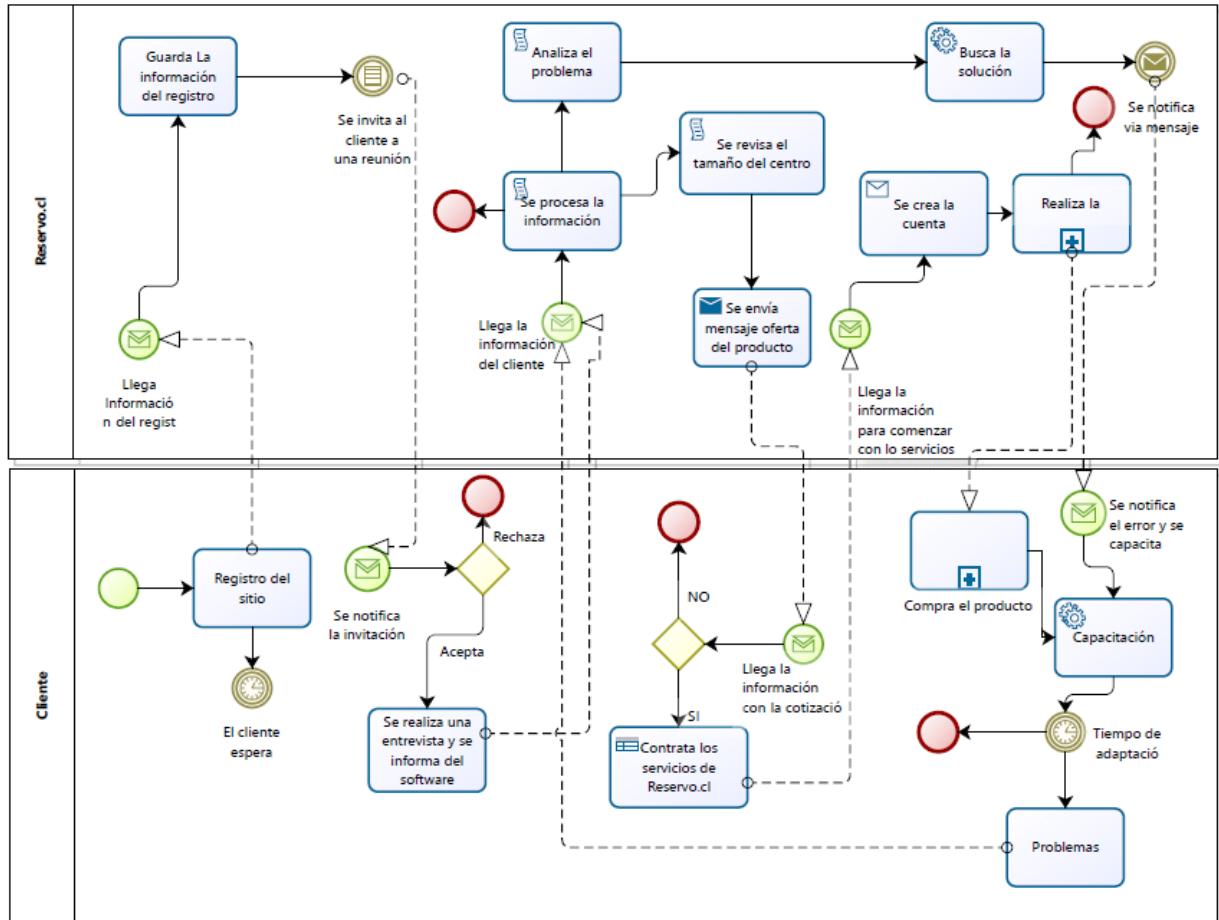 Reservo.cl
Guarda La
información
del registro
Se invita al
cliente a
una reunión
Llega
Informació
n del regist
Analiza el
problema
Busca la
solución
Se notifica
via mensaje
Se revisa el
tamaño del centro
Se procesa la
información
Se crea la
cuenta
Realiza la
Llega la
información
del cliente
Se envía
mensaje oferta
del producto
Llega la
información
para comenzar
con lo servicios
Cliente
Registro del
sitio
El cliente
espera
Se notifica
la invitación
Rechaza
Acepta
Se realiza una
entrevista y se
informa del
software
NO
SI
Llega la
información
con la cotizació
Contrata los
servicios de
Reservo.cl
Compra el producto
Se notifica
el error y se
capacita
Capacitación
Tiempo de
adaptació
Problemas